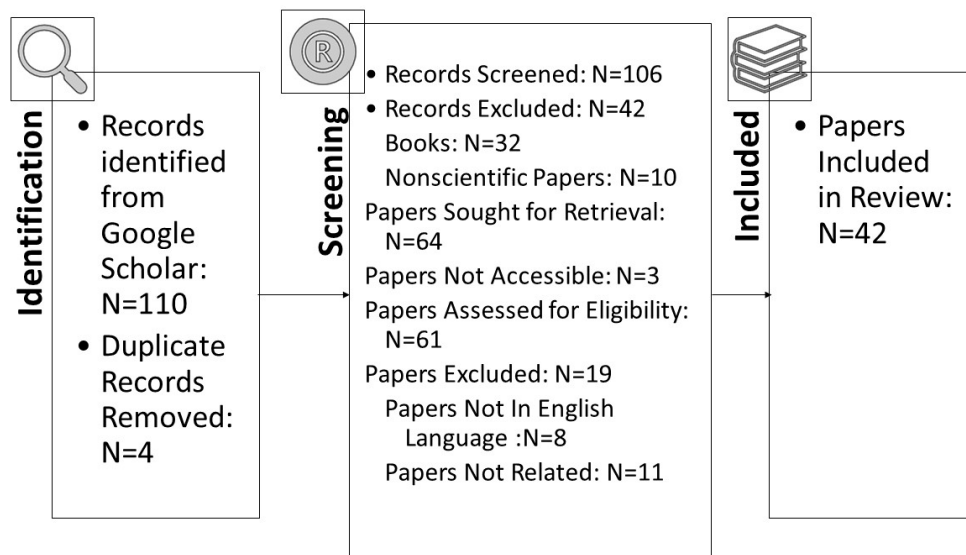 Identification
• Records
identified
from
Google
Scholar:
N=110
• Duplicate
Records
Removed:
N=4
Screening
R
• Records Screened: N=106
• Records Excluded: N=42
Books: N=32
Nonscientific Papers: N=10
Papers Sought for Retrieval:
N=64
Papers Not Accessible: N=3
Papers Assessed for Eligibility:
N=61
Papers Excluded: N=19
Papers Not In English
Language :N=8
Papers Not Related: N=11
Included
• Papers
Included
in Review:
N=42